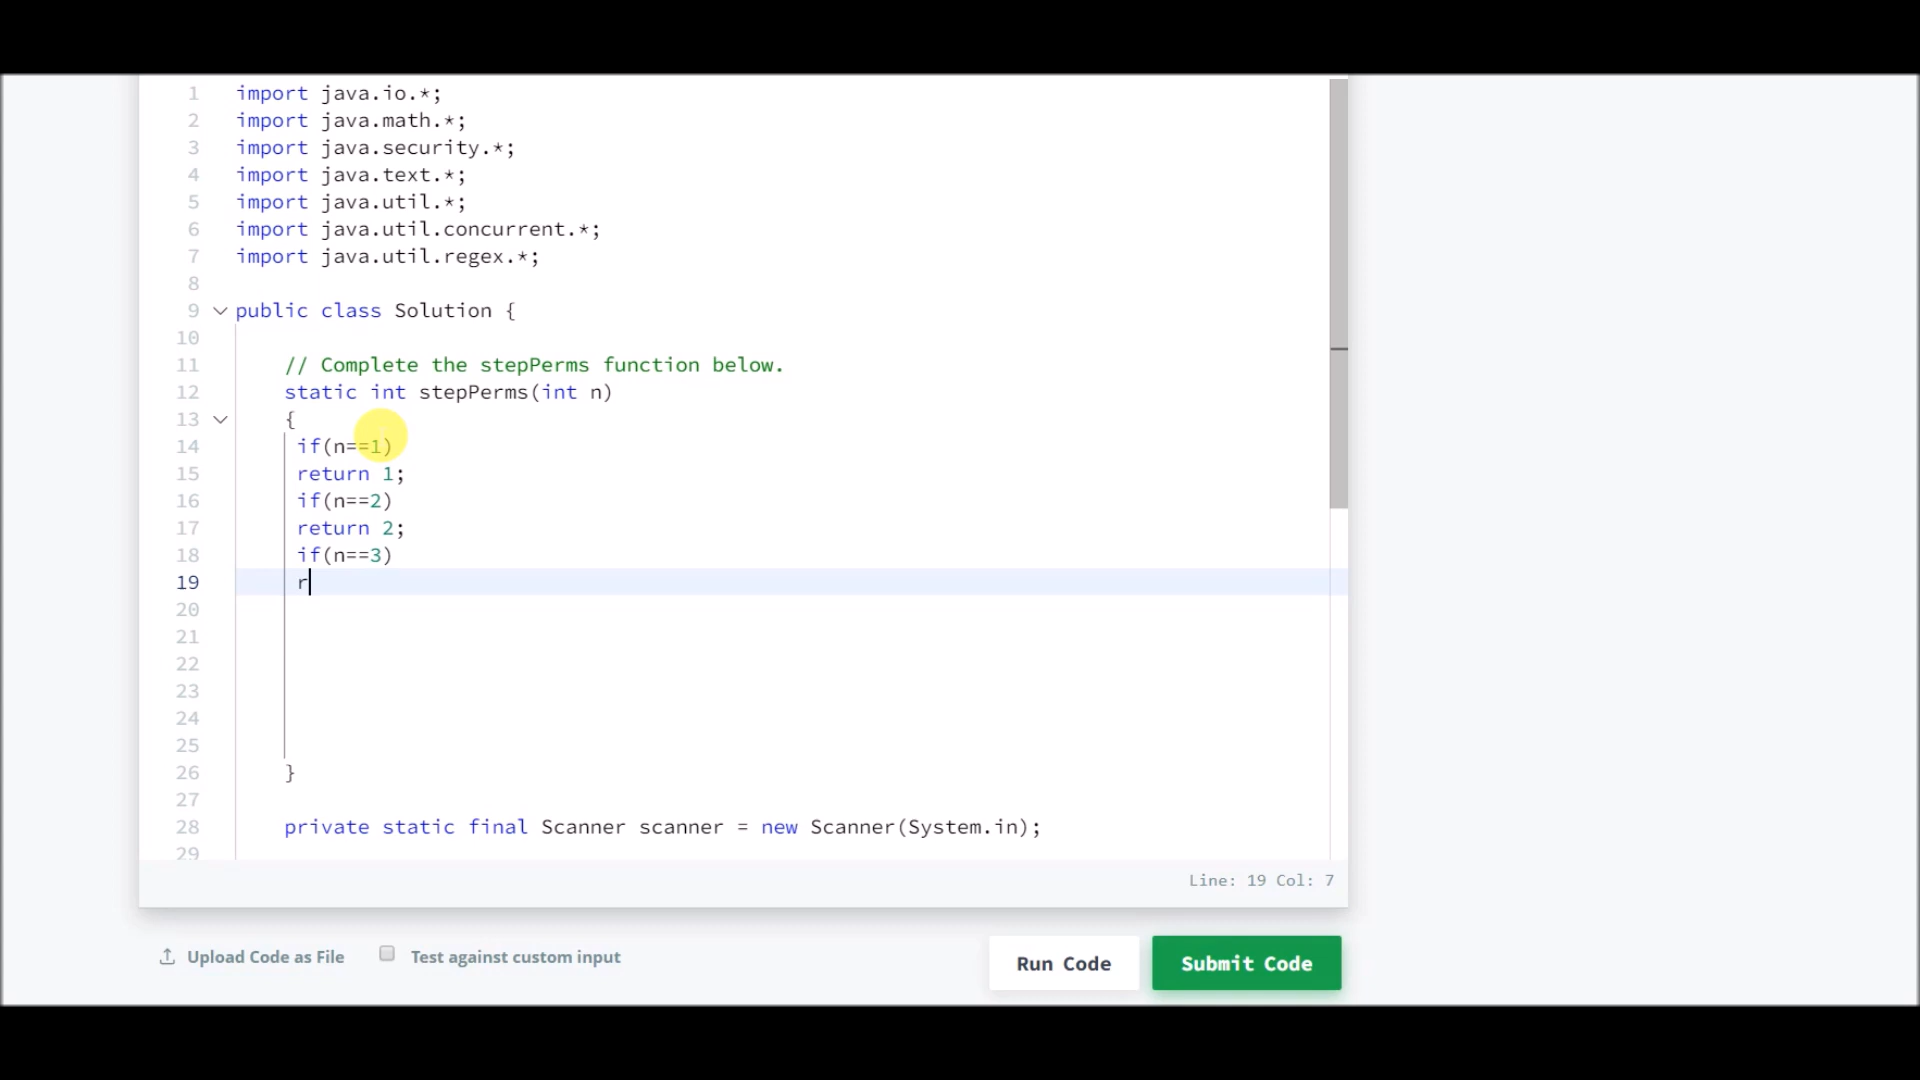 1 import java.io.*;
2 import java.math.*;
3 import java.security.*;
4 import java.text.*;
5 import java.util.*;
6 import java.util.concurrent.*;
7 import java.util.regex.*;
8
9 public class Solution {
10
11 // Complete the stepPerms function below.
12 static int stepPerms(int n)
13 {
14 if(n==1)
15 return 1;
16 if(n==2)
17 return 2;
18 if(n==3)
19 r
20
21
22
23
24
25
26 }
27
28 private static final Scanner scanner = new Scanner(System.in);
29
Line: 19 Col: 7
Upload Code as File Test against custom input Run Code Submit Code